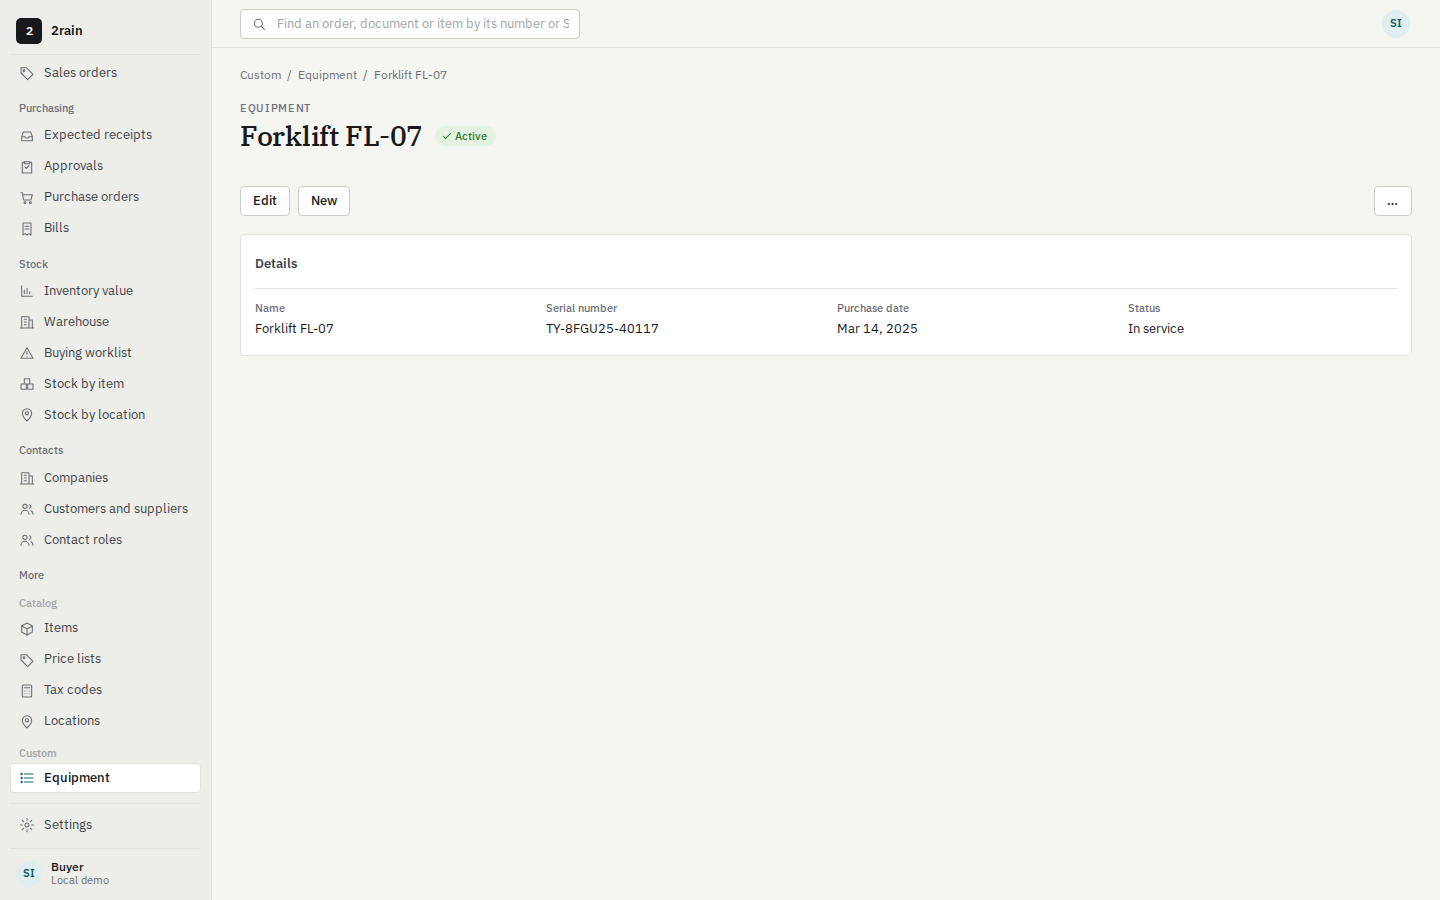 2 2rain
Sales orders
Purchasing
Expected receipts
Approvals
Purchase orders
Bills
Stock
Inventory value
Warehouse
Buying worklist
Stock by item
Stock by location
Contacts
Companies
Customers and suppliers
Contact roles
More
Catalog
Items
Price lists
Tax codes
Locations
Custom
Equipment
Settings
SI Buyer
Local demo
Find an order, document or item by its number or S
SI
Custom / Equipment / Forklift FL-07
EQUIPMENT
Forklift FL-07 Active
Edit New ...
Details
Name Serial number Purchase date Status
Forklift FL-07 TY-8FGU25-40117 Mar 14, 2025 In service